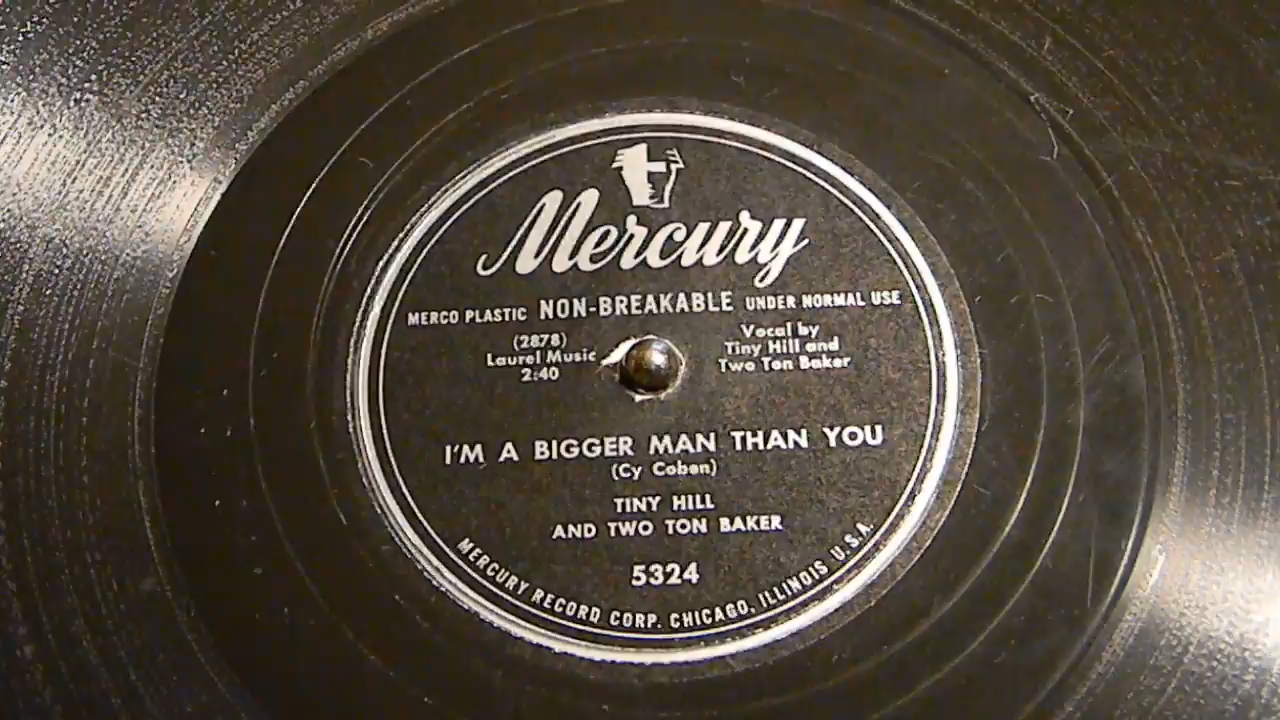 Mercury
MERCO PLASTIC NON-BREAKABLE UNDER NORMAL USE
(2878)
Laurel Music
2:40
Vocal by
Tiny Hill and
Two Ton Baker
I'M A BIGGER MAN THAN YOU
(Cy Coben)
TINY HILL
AND TWO TON BAKER
5324
MERCURY RECORD CORP. CHICAGO, ILLINOIS U.S.A.